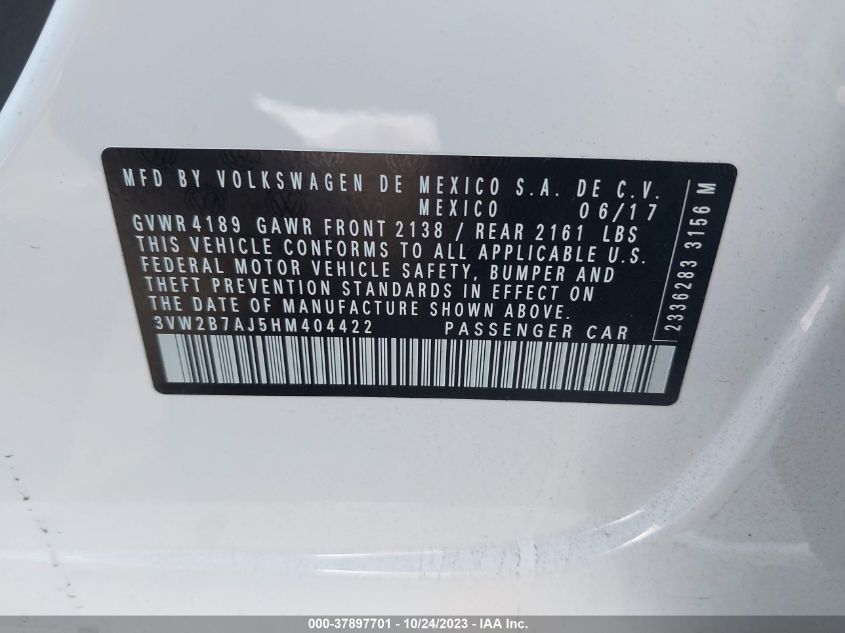 MFD BY VOLKSWAGEN DE MEXICO S.A. DE C.V.
MEXICO 06/17
GVWR 4189 GAWR FRONT 2138 / REAR 2161 LBS
THIS VEHICLE CONFORMS TO ALL APPLICABLE U.S.
FEDERAL MOTOR VEHICLE SAFETY, BUMPER AND
THEFT PREVENTION STANDARDS IN EFFECT ON
THE DATE OF MANUFACTURE SHOWN ABOVE.
3VW2B7AJ5HM404422 PASSENGER CAR
2336283 3156 M
000-37897701 - 10/24/2023 - IAA Inc.